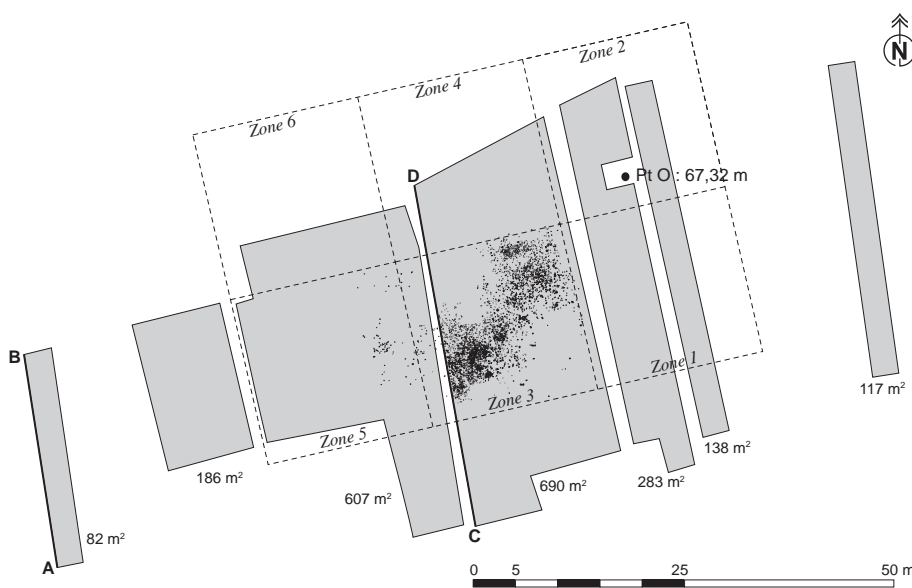 N
Zone 2
Zone 4
Zone 6
D
Pt O : 67,32 m
B
Zone 1
117 m²
Zone 3
Zone 5
138 m²
186 m²
690 m²
283 m²
607 m²
C
82 m²
A
0 5 25 50 m